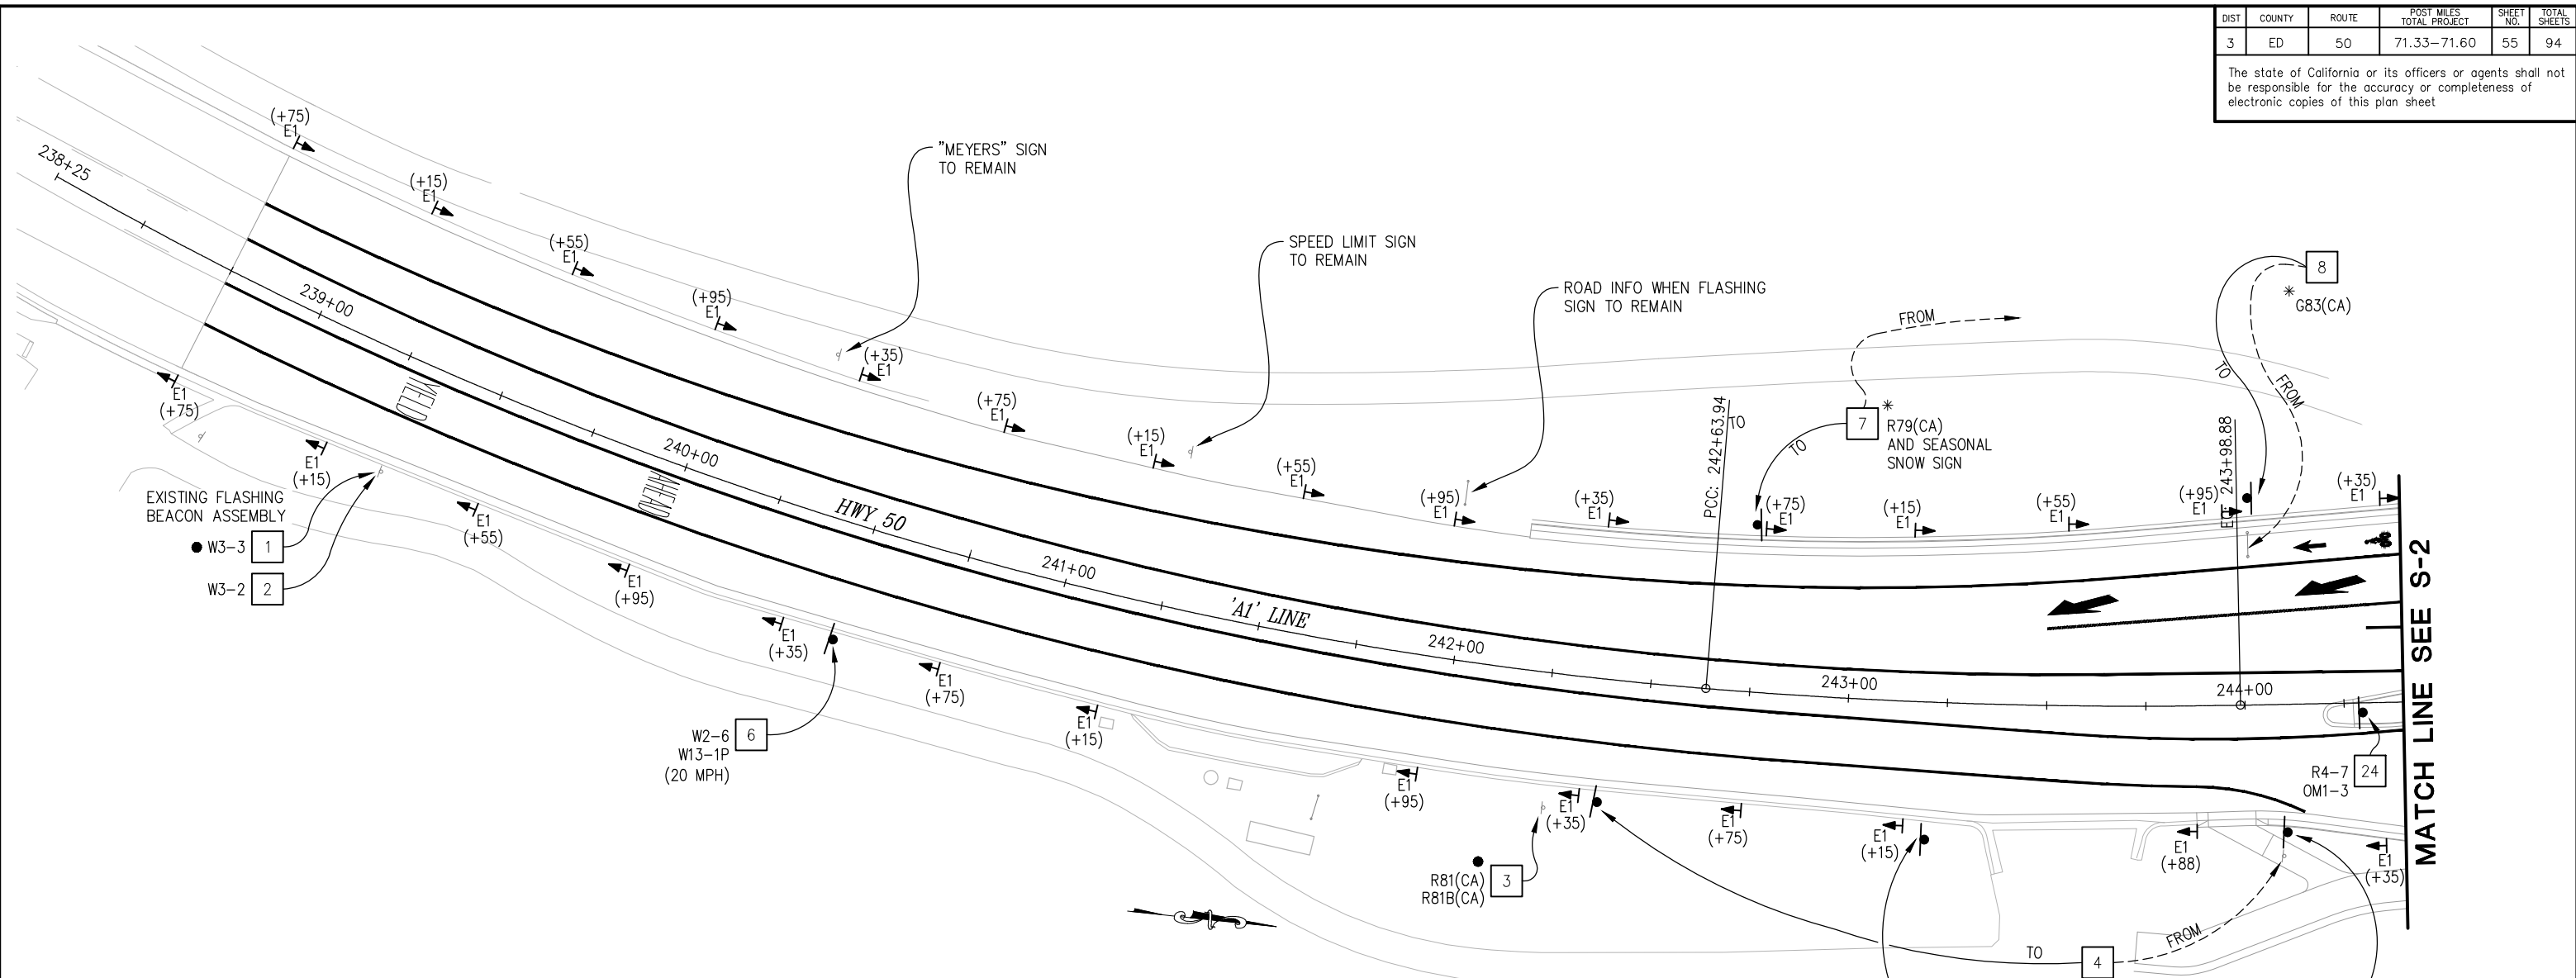 DIST COUNTY ROUTE POST MILES TOTAL PROJECT SHEET NO. TOTAL SHEETS
3 ED 50 71.33–71.60 55 94
The state of California or its officers or agents shall not
be responsible for the accuracy or completeness of
electronic copies of this plan sheet
(+75)
E1
238+25
(+15)
E1
"MEYERS" SIGN
TO REMAIN
(+55)
E1
SPEED LIMIT SIGN
TO REMAIN
(+95)
E1
239+00
ROAD INFO WHEN FLASHING
SIGN TO REMAIN
8
* G83(CA)
FROM
TO
FROM
(+35)
E1
(+75)
E1
(+15)
E1
(+55)
E1
(+95)
E1
7
* R79(CA)
AND SEASONAL
SNOW SIGN
TO
TO
PCC: 242+63.94
(+35)
E1
(+75)
E1
(+15)
E1
(+55)
E1
(+95)
E1
243+98.88
(+35)
E1
E1
(+75)
YIELD
240+00
AHEAD
HWY 50
241+00
'A1' LINE
242+00
243+00
244+00
E1
(+15)
EXISTING FLASHING
BEACON ASSEMBLY
W3-3 1
W3-2 2
E1
(+55)
E1
(+95)
E1
(+35)
W2-6 6
W13-1P
(20 MPH)
E1
(+75)
E1
(+15)
E1
(+95)
R81(CA) 3
R81B(CA)
E1
(+35)
E1
(+75)
E1
(+15)
E1
(+88)
E1
(+35)
R4-7 24
OM1-3
TO
4
FROM
MATCH LINE SEE S-2